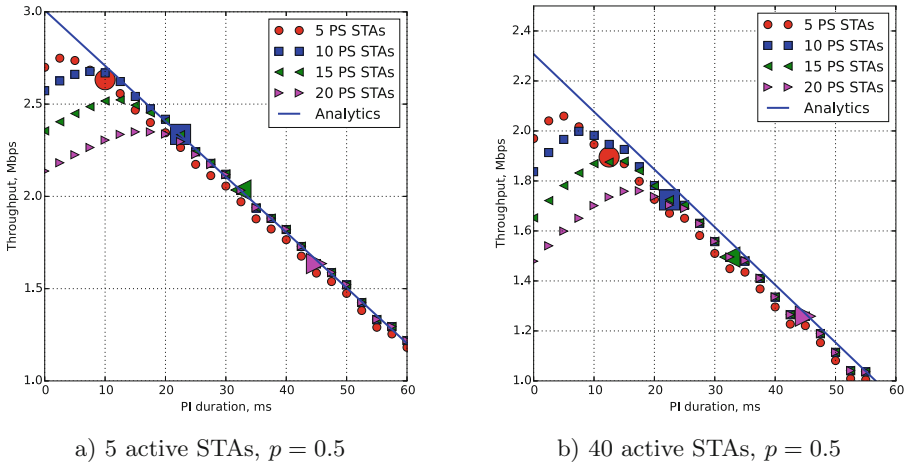 3.0
2.5
2.0
1.5
1.0
Throughput, Mbps
0 10 20 30 40 50 60
PI duration, ms
5 PS STAs
10 PS STAs
15 PS STAs
20 PS STAs
Analytics
a) 5 active STAs, p = 0.5
2.4
2.2
2.0
1.8
1.6
1.4
1.2
1.0
Throughput, Mbps
0 10 20 30 40 50 60
PI duration, ms
5 PS STAs
10 PS STAs
15 PS STAs
20 PS STAs
Analytics
b) 40 active STAs, p = 0.5